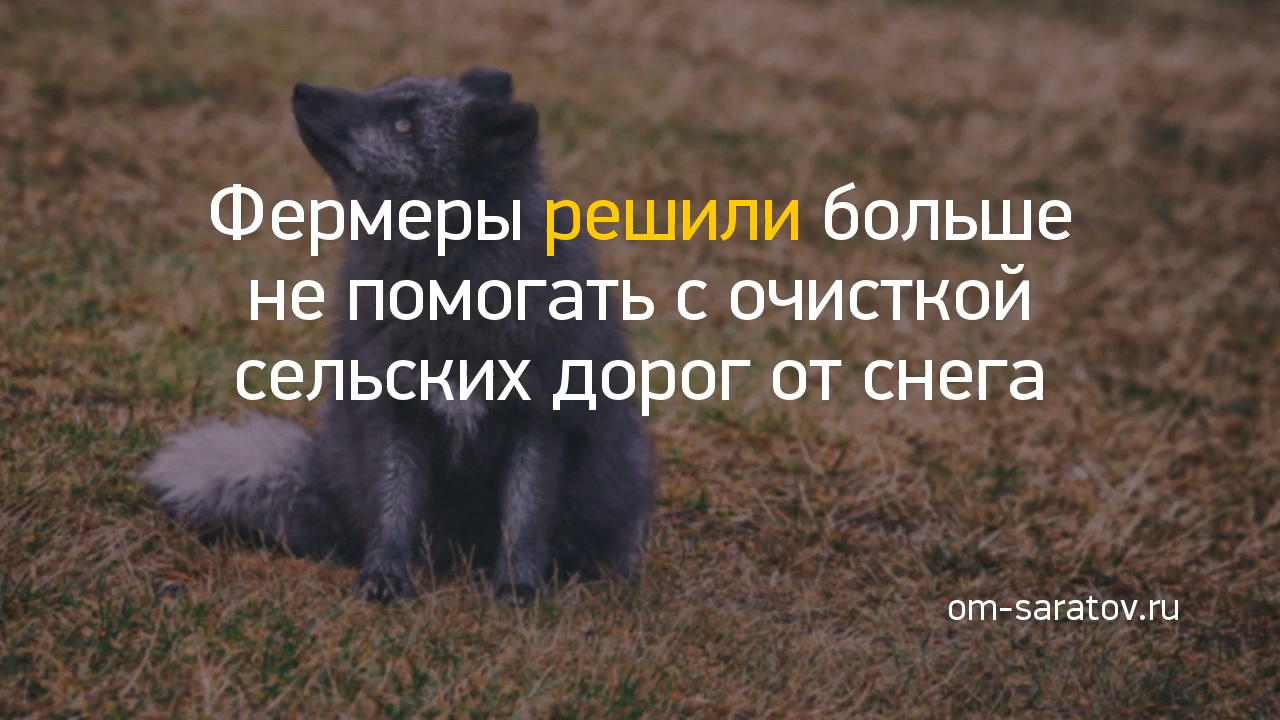 Фермеры решили больше
не помогать с очисткой
сельских дорог от снега
om-saratov.ru